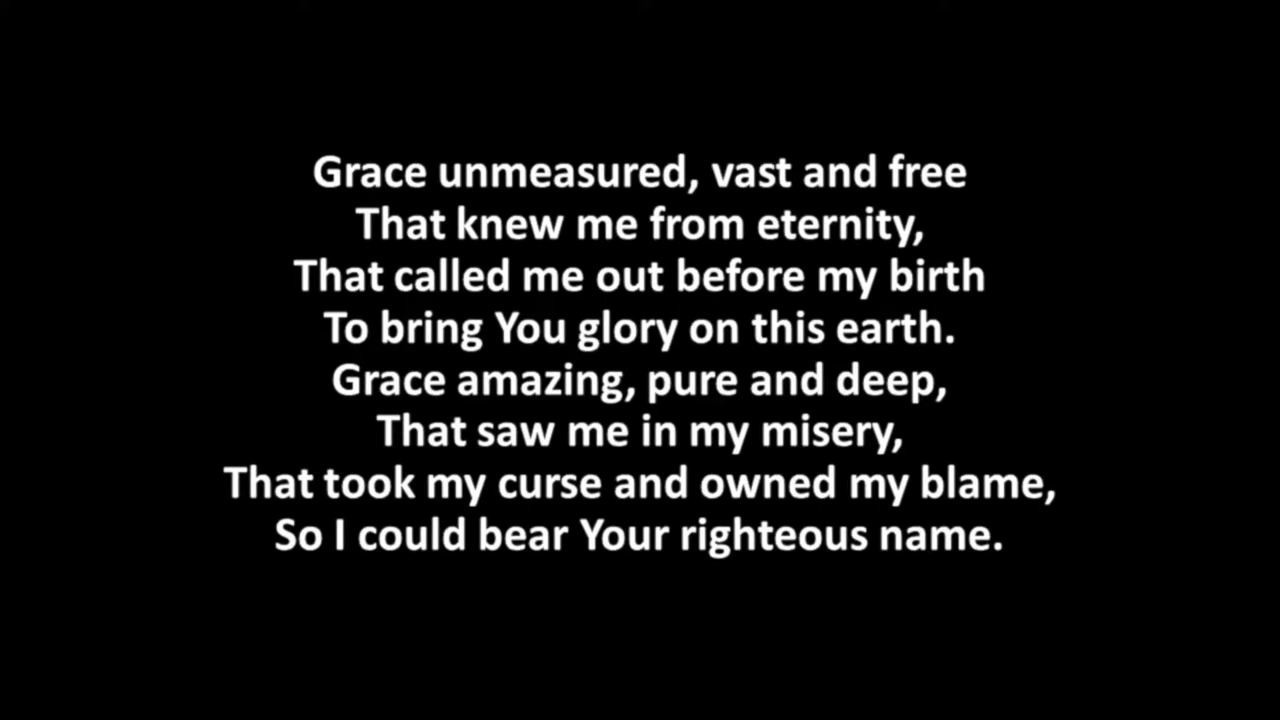 Grace unmeasured, vast and free
That knew me from eternity,
That called me out before my birth
To bring You glory on this earth.
Grace amazing, pure and deep,
That saw me in my misery,
That took my curse and owned my blame,
So I could bear Your righteous name.